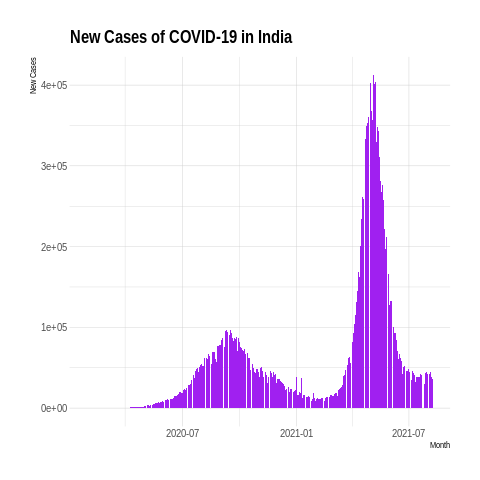 New Cases of COVID-19 in India
New Cases
4e+05
3e+05
2e+05
1e+05
0e+00
2020-07 2021-01 2021-07
Month